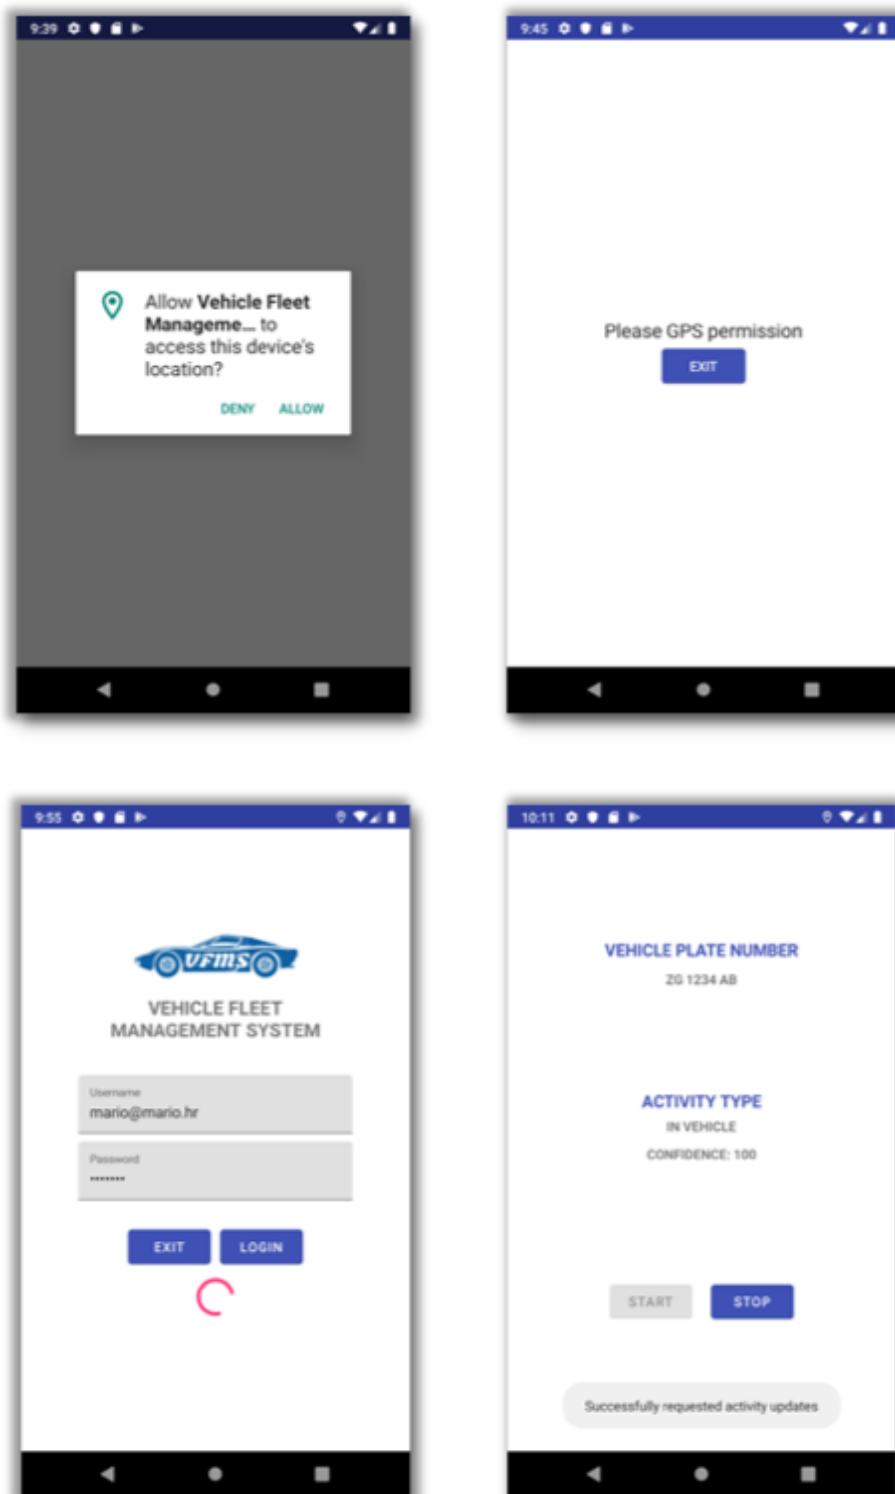 9:39
Allow Vehicle Fleet
Manageme... to
access this device's
location?
DENY ALLOW
9:45
Please GPS permission
EXIT
9:55
VFMS
VEHICLE FLEET
MANAGEMENT SYSTEM
Username
mario@mario.hr
Password
•••••••
EXIT LOGIN
10:11
VEHICLE PLATE NUMBER
ZG 1234 AB
ACTIVITY TYPE
IN VEHICLE
CONFIDENCE: 100
START STOP
Successfully requested activity updates